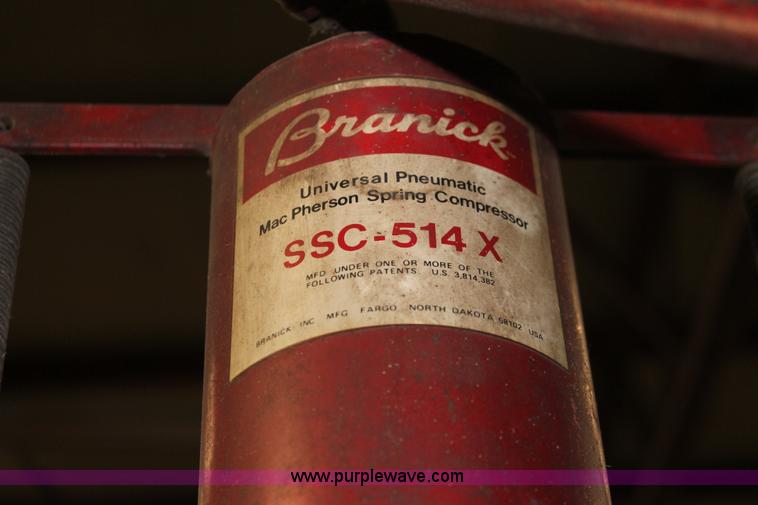 Branick
Universal Pneumatic
Mac Pherson Spring Compressor
SSC-514 X
MFD UNDER ONE OR MORE OF THE
FOLLOWING PATENTS U.S. 3,814,382
BRANICK INC MFG FARGO, NORTH DAKOTA 58102 USA
www.purplewave.com